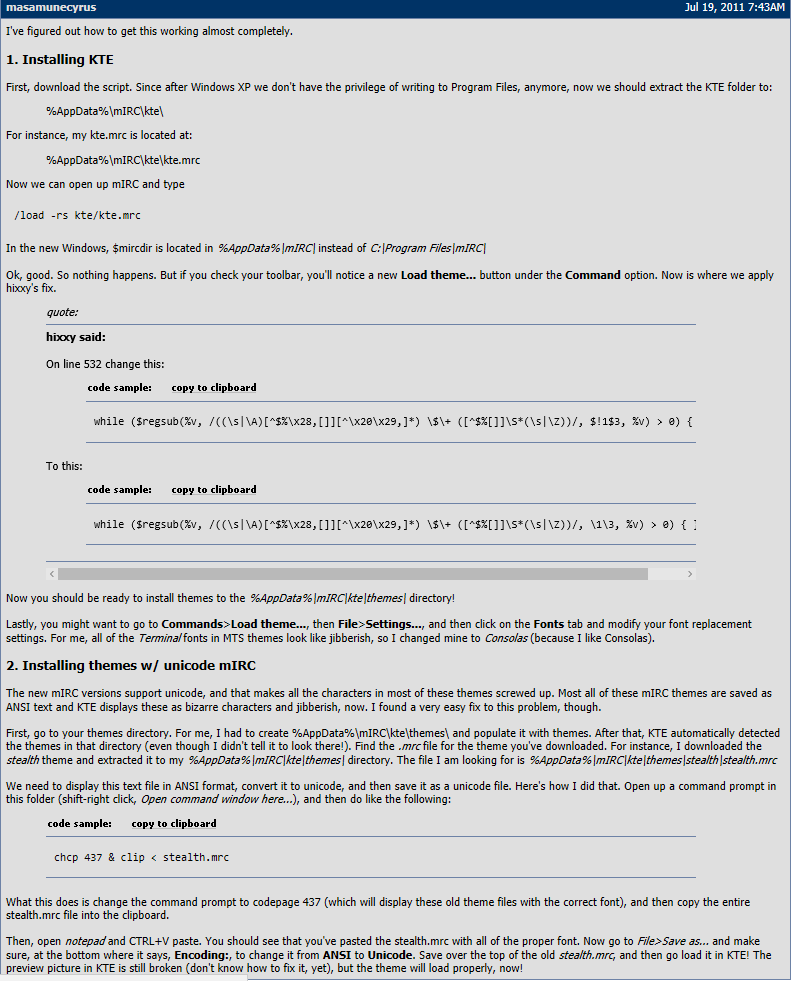 masamunecyrus Jul 19, 2011 7:43AM
I've figured out how to get this working almost completely.
1. Installing KTE
First, download the script. Since after Windows XP we don't have the privilege of writing to Program Files, anymore, now we should extract the KTE folder to:
%AppData%\mIRC\kte\
For instance, my kte.mrc is located at:
%AppData%\mIRC\kte\kte.mrc
Now we can open up mIRC and type
/load -rs kte/kte.mrc
In the new Windows, $mircdir is located in %AppData%\mIRC\ instead of C:\Program Files\mIRC\
Ok, good. So nothing happens. But if you check your toolbar, you'll notice a new Load theme... button under the Command option. Now is where we apply
hixxy's fix.
quote:
hixxy said:
On line 532 change this:
code sample: copy to clipboard
while ($regsub(%v, /((\s|\A)[^$%\x28,[]][^\x20\x29,]*) \$\+ ([^$%[]]\S*(\s|\Z))/, $!1$3, %v) > 0) {
To this:
code sample: copy to clipboard
while ($regsub(%v, /((\s|\A)[^$%\x28,[]][^\x20\x29,]*) \$\+ ([^$%[]]\S*(\s|\Z))/, \1\3, %v) > 0) { }
Now you should be ready to install themes to the %AppData%\mIRC\kte\themes\ directory!
Lastly, you might want to go to Commands>Load theme..., then File>Settings..., and then click on the Fonts tab and modify your font replacement
settings. For me, all of the Terminal fonts in MTS themes look like jibberish, so I changed mine to Consolas (because I like Consolas).
2. Installing themes w/ unicode mIRC
The new mIRC versions support unicode, and that makes all the characters in most of these themes screwed up. Most all of these mIRC themes are saved as
ANSI text and KTE displays these as bizarre characters and jibberish, now. I found a very easy fix to this problem, though.
First, go to your themes directory. For me, I had to create %AppData%\mIRC\kte\themes\ and populate it with themes. After that, KTE automatically detected
the themes in that directory (even though I didn't tell it to look there!). Find the .mrc file for the theme you've downloaded. For instance, I downloaded the
stealth theme and extracted it to my %AppData%\mIRC\kte\themes\ directory. The file I am looking for is %AppData%\mIRC\kte\themes\stealth\stealth.mrc
We need to display this text file in ANSI format, convert it to unicode, and then save it as a unicode file. Here's how I did that. Open up a command prompt in
this folder (shift-right click, Open command window here...), and then do like the following:
code sample: copy to clipboard
chcp 437 & clip < stealth.mrc
What this does is change the command prompt to codepage 437 (which will display these old theme files with the correct font), and then copy the entire
stealth.mrc file into the clipboard.
Then, open notepad and CTRL+V paste. You should see that you've pasted the stealth.mrc with all of the proper font. Now go to File>Save as... and make
sure, at the bottom where it says, Encoding:, to change it from ANSI to Unicode. Save over the top of the old stealth.mrc, and then go load it in KTE! The
preview picture in KTE is still broken (don't know how to fix it, yet), but the theme will load properly, now!